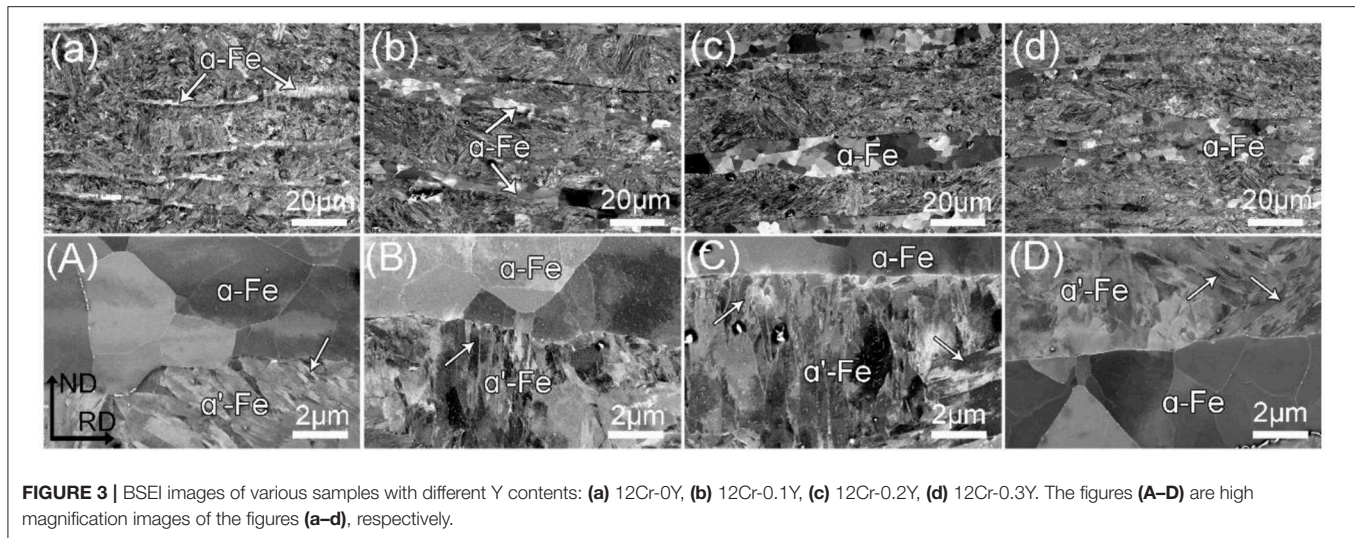 (a)
α-Fe
20μm
(b)
α-Fe
20μm
(c)
α-Fe
20μm
(d)
α-Fe
20μm
(A)
α-Fe
α'-Fe
ND
RD
2μm
(B)
α-Fe
α'-Fe
2μm
(C)
α-Fe
α'-Fe
2μm
(D)
α'-Fe
α-Fe
2μm
FIGURE 3 | BSEI images of various samples with different Y contents: (a) 12Cr-0Y, (b) 12Cr-0.1Y, (c) 12Cr-0.2Y, (d) 12Cr-0.3Y. The figures (A–D) are high
magnification images of the figures (a–d), respectively.